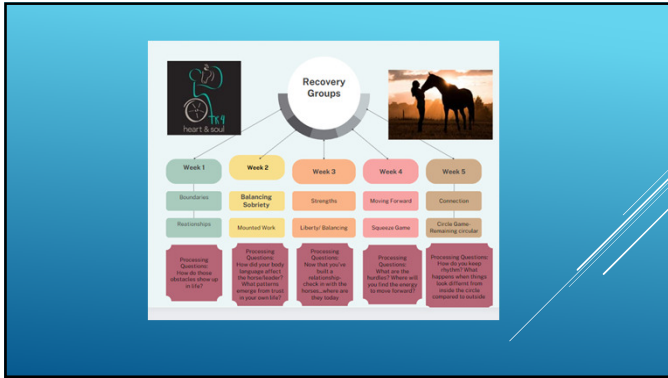 Recovery
Groups
TK9
heart & soul
Week 1
Week 2
Week 3
Week 4
Week 5
Boundaries
Balancing
Sobriety
Strengths
Moving Forward
Connection
Relationships
Mounted Work
Liberty/ Balancing
Squeeze Game
Circle Game-
Remaining circular
Processing
Questions:
How do these
obstacles show up
in life?
Processing
Questions:
How did your body
language effect
the horse/leader?
What patterns
emerge from trust
in your own life?
Processing
Questions:
Now that you've
built a
relationship-
check in with the
horses...where are
they today
Processing
Questions:
What are the
hurdles? Where will
you find the energy
to move forward?
Processing Questions:
How do you keep
rhythm? What
happens when things
look different from
inside the circle
compared to outside